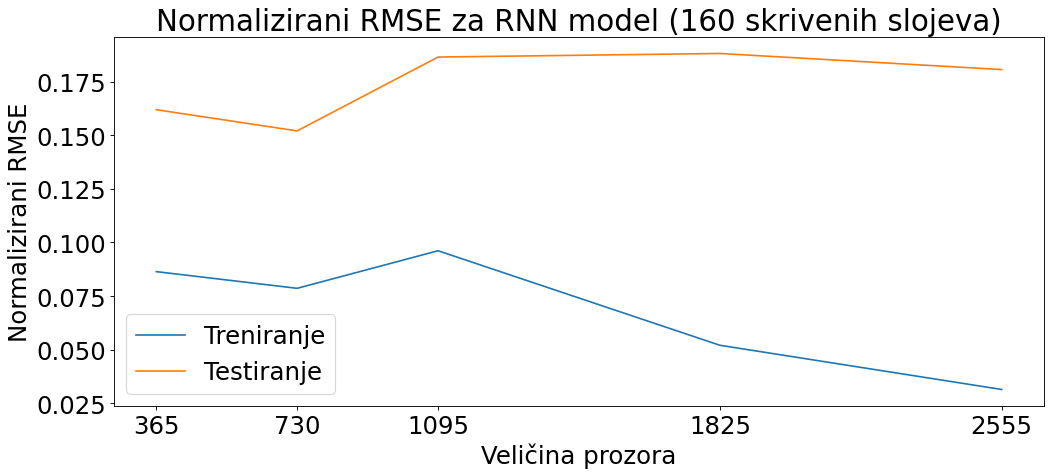 Normalizirani RMSE za RNN model (160 skrivenih slojeva)
Normalizirani RMSE
0.175
0.150
0.125
0.100
0.075
0.050
0.025
Treniranje
Testiranje
365 730 1095 1825 2555
Veličina prozora